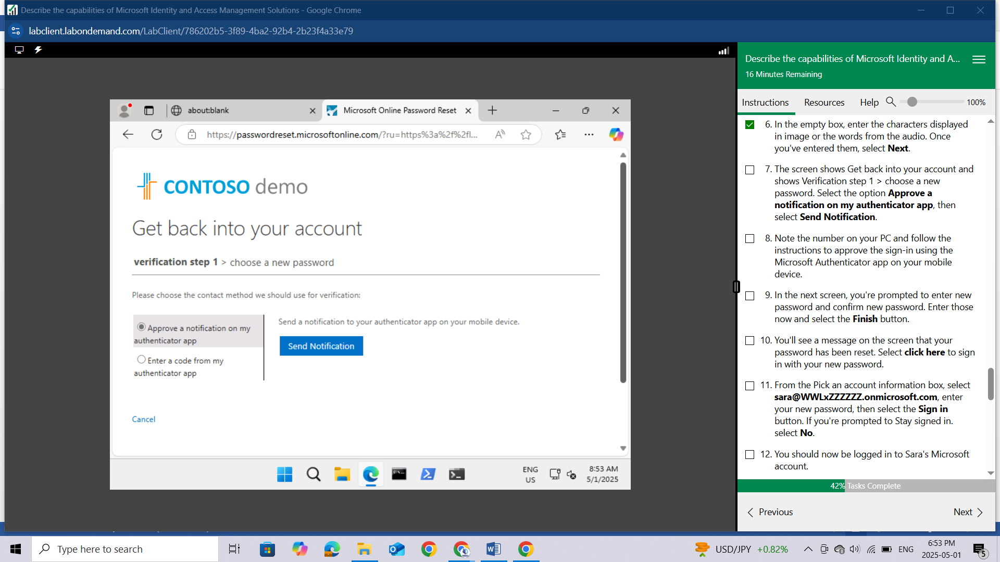 Describe the capabilities of Microsoft Identity and Access Management Solutions - Google Chrome
labclient.labondemand.com/LabClient/786202b5-3f89-4ba2-92b4-2b23f4a33e79
Describe the capabilities of Microsoft Identity and A...
16 Minutes Remaining
Instructions
Resources
Help
100%
about:blank
Microsoft Online Password Reset
https://passwordreset.microsoftonline.com/?ru=https%3a%2f%2fl...
CONTOSO demo
Get back into your account
verification step 1 > choose a new password
Please choose the contact method we should use for verification:
Approve a notification on my
authenticator app
Enter a code from my
authenticator app
Send a notification to your authenticator app on your mobile device.
Send Notification
Cancel
ENG
US
8:53 AM
5/1/2025
6. In the empty box, enter the characters displayed
in image or the words from the audio. Once
you've entered them, select Next.
7. The screen shows Get back into your account and
shows Verification step 1 > choose a new
password. Select the option Approve a
notification on my authenticator app, then
select Send Notification.
8. Note the number on your PC and follow the
instructions to approve the sign-in using the
Microsoft Authenticator app on your mobile
device.
9. In the next screen, you're prompted to enter new
password and confirm new password. Enter those
now and select the Finish button.
10. You'll see a message on the screen that your
password has been reset. Select click here to sign
in with your new password.
11. From the Pick an account information box, select
sara@WWLxZZZZZZ.onmicrosoft.com, enter
your new password, then select the Sign in
button. If you're prompted to Stay signed in.
select No.
12. You should now be logged in to Sara's Microsoft
account.
42% Tasks Complete
Previous
Next
Type here to search
USD/JPY +0.82%
ENG
6:53 PM
2025-05-01
5